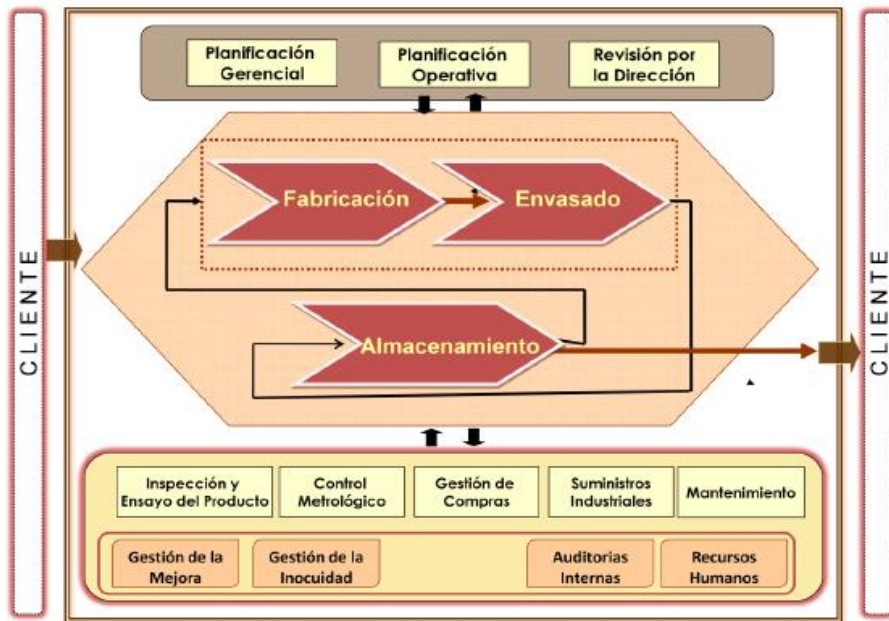 Planificación
Gerencial
Planificación
Operativa
Revisión por
la Dirección
CLIENTE
Fabricación
Envasado
Almacenamiento
CLIENTE
Inspección y
Ensayo del Producto
Control
Metrológico
Gestión de
Compras
Suministros
Industriales
Mantenimiento
Gestión de la
Mejora
Gestión de la
Inocuidad
Auditorias
Internas
Recursos
Humanos